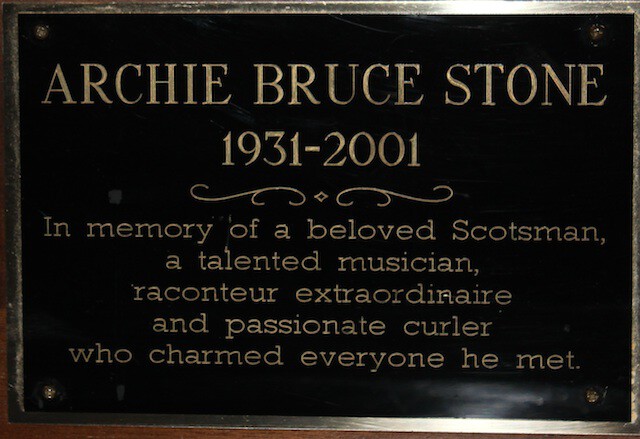 ARCHIE BRUCE STONE
1931-2001
In memory of a beloved Scotsman,
a talented musician,
raconteur extraordinaire
and passionate curler
who charmed everyone he met.